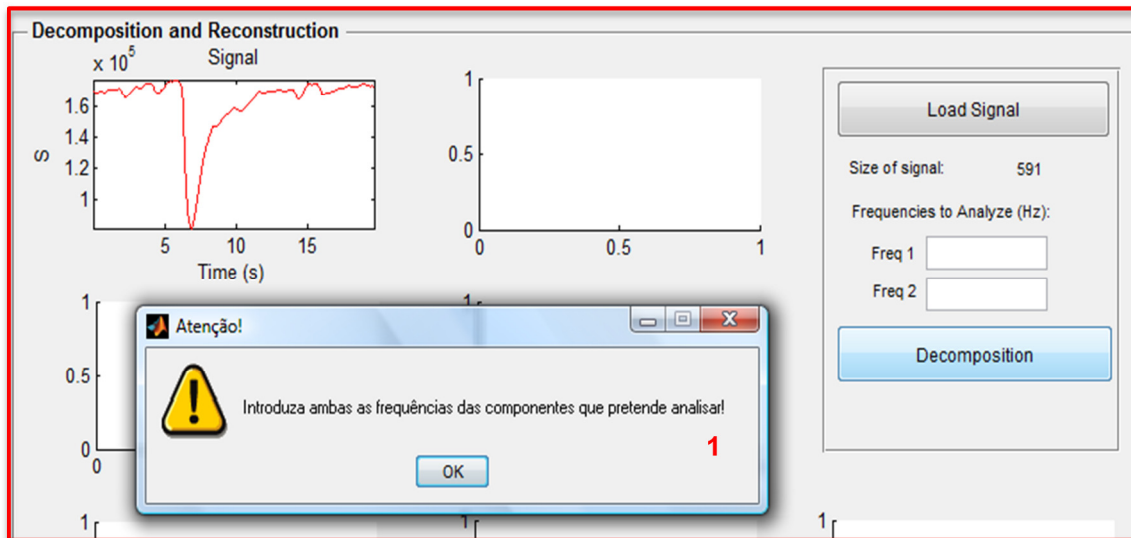 Decomposition and Reconstruction
x 10^5
Signal
1.6
1.4
1.2
1
S
5 10 15
Time (s)
1
0.5
0
0 0.5 1
Load Signal
Size of signal: 591
Frequencies to Analyze (Hz):
Freq 1
Freq 2
Decomposition
1
0.5
0
0
1
Atenção!
Introduza ambas as frequências das componentes que pretende analisar!
1
OK
1
1
1